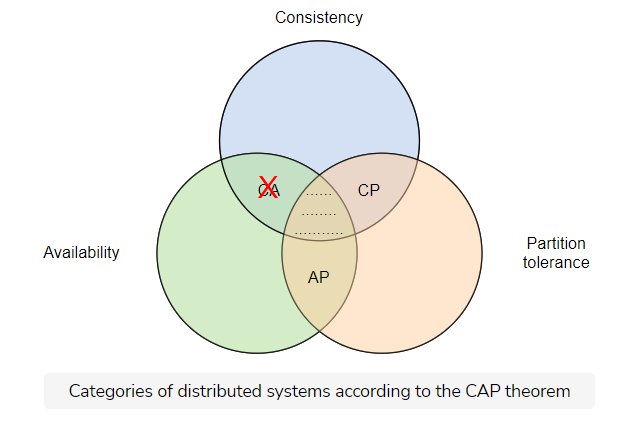 Consistency
CA
X
CP
......
........
...........
Availability
Partition
tolerance
AP
Categories of distributed systems according to the CAP theorem